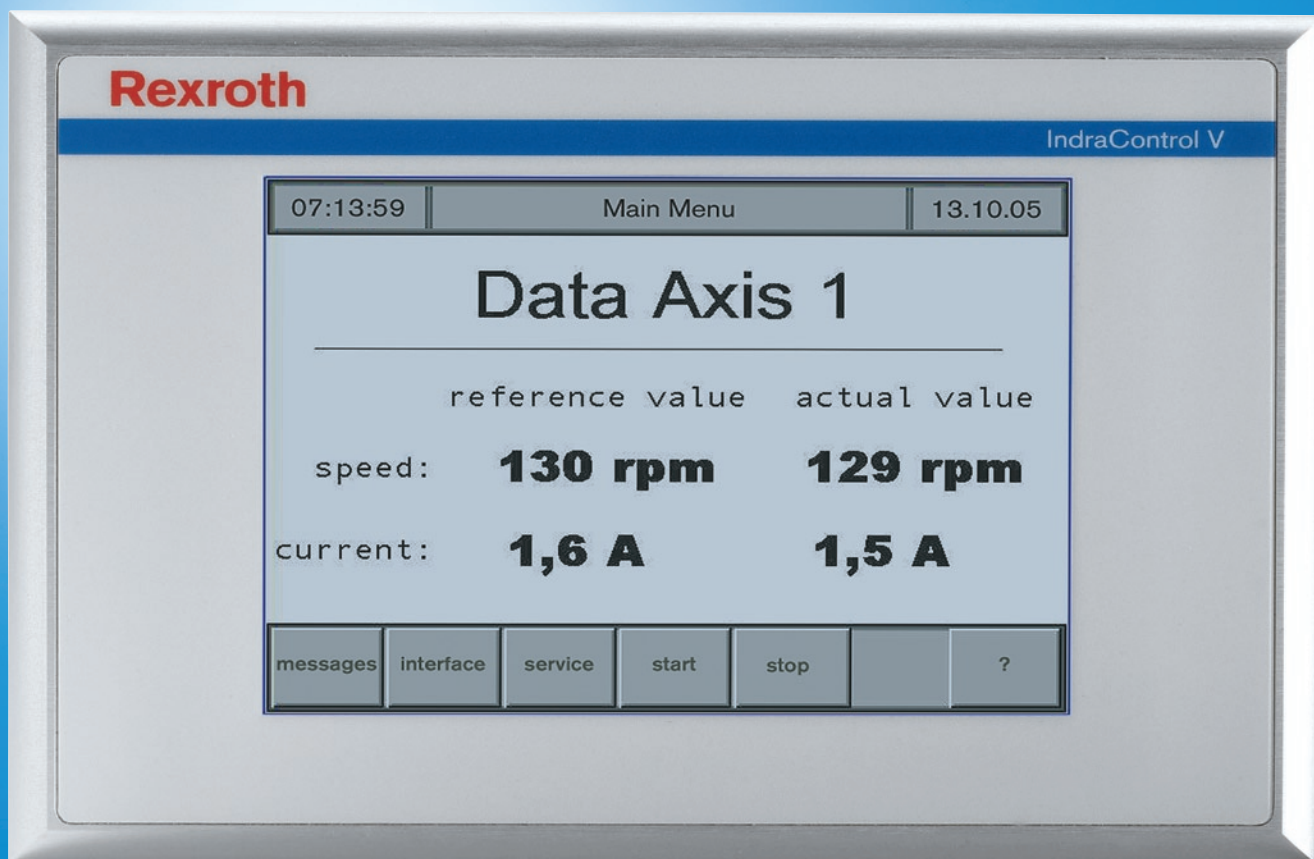 Rexroth
IndraControl V
07:13:59 Main Menu 13.10.05
Data Axis 1
reference value actual value
speed: 130 rpm 129 rpm
current: 1,6 A 1,5 A
messages interface service start stop ?